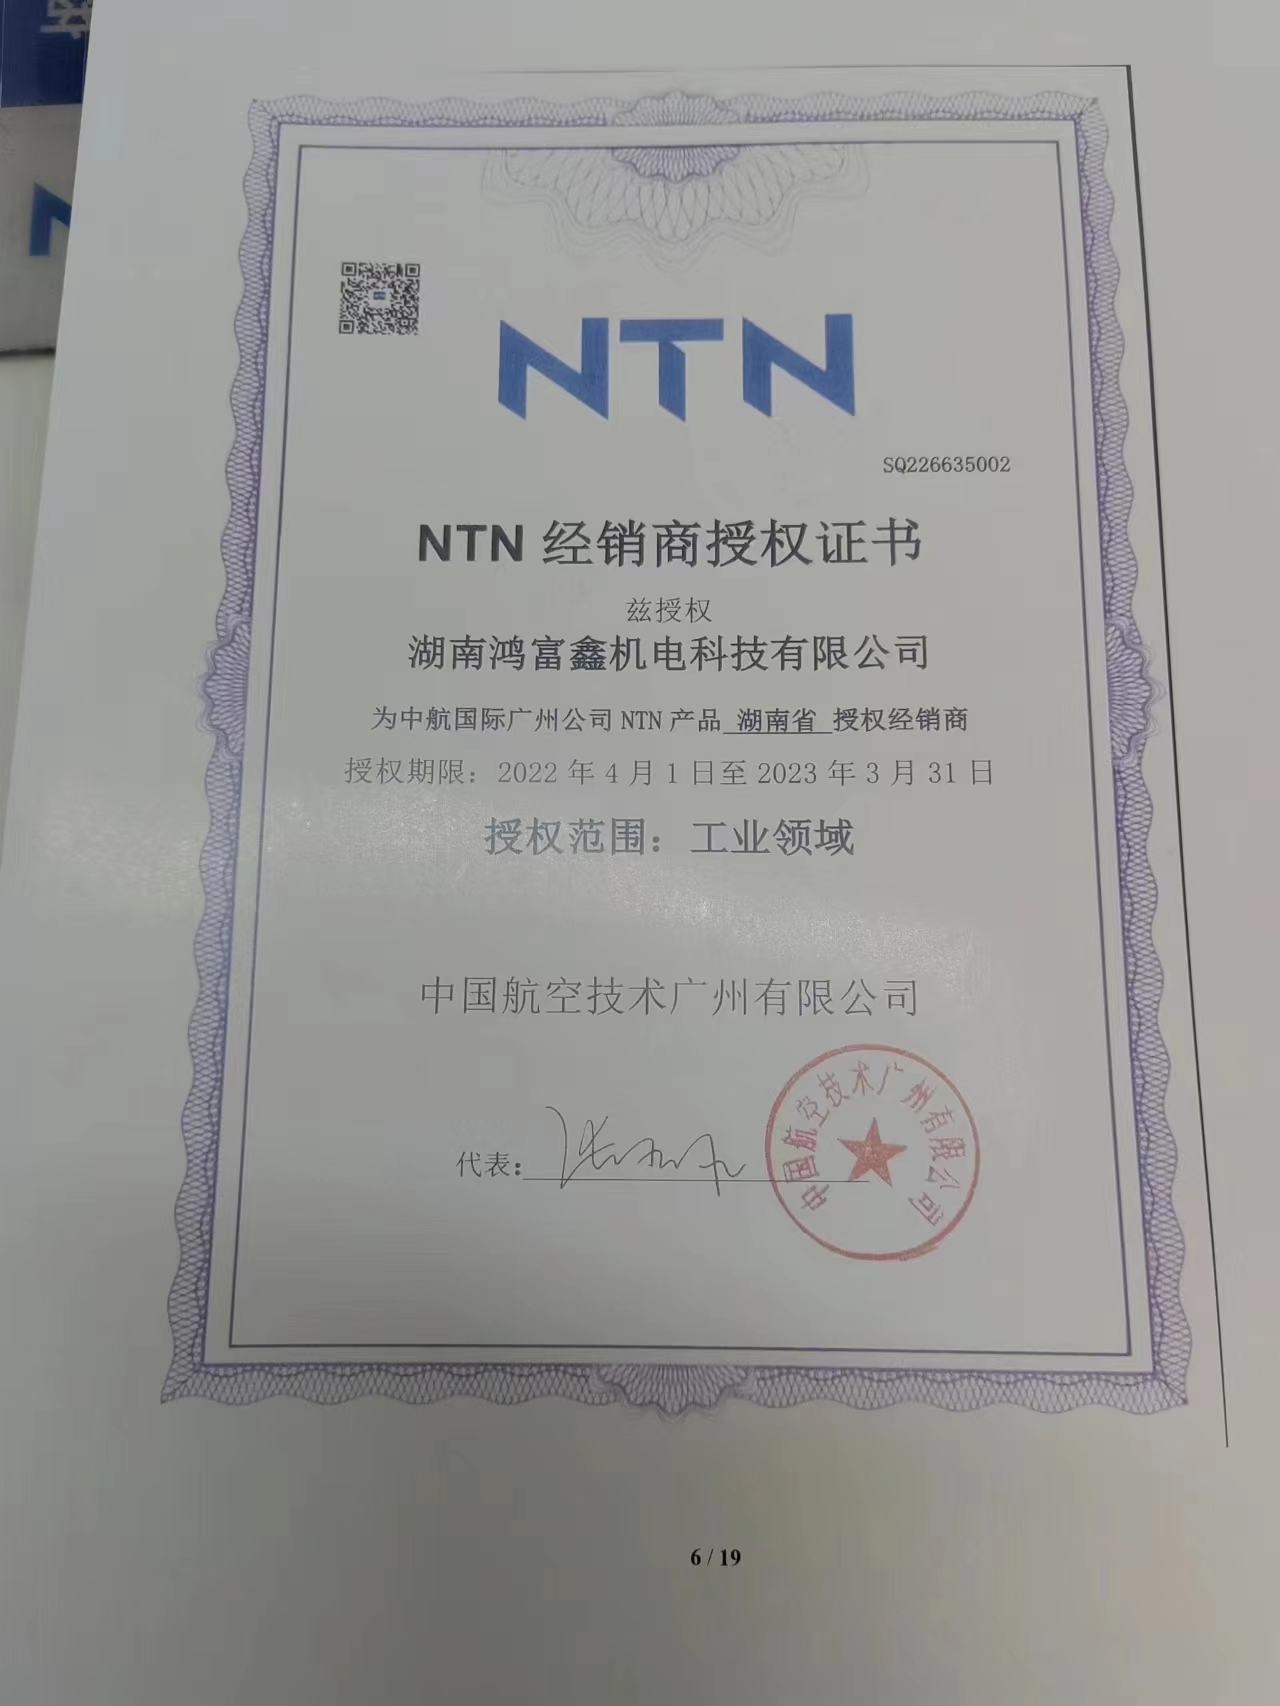 NTN
SQ226635002
NTN 经销商授权证书
兹授权
湖南鸿富鑫机电科技有限公司
为中航国际广州公司 NTN 产品 湖南省 授权经销商
授权期限：2022 年 4 月 1 日至 2023 年 3 月 31 日
授权范围：工业领域
中国航空技术广州有限公司
代表：
中国航空技术广州有限公司
6 / 19